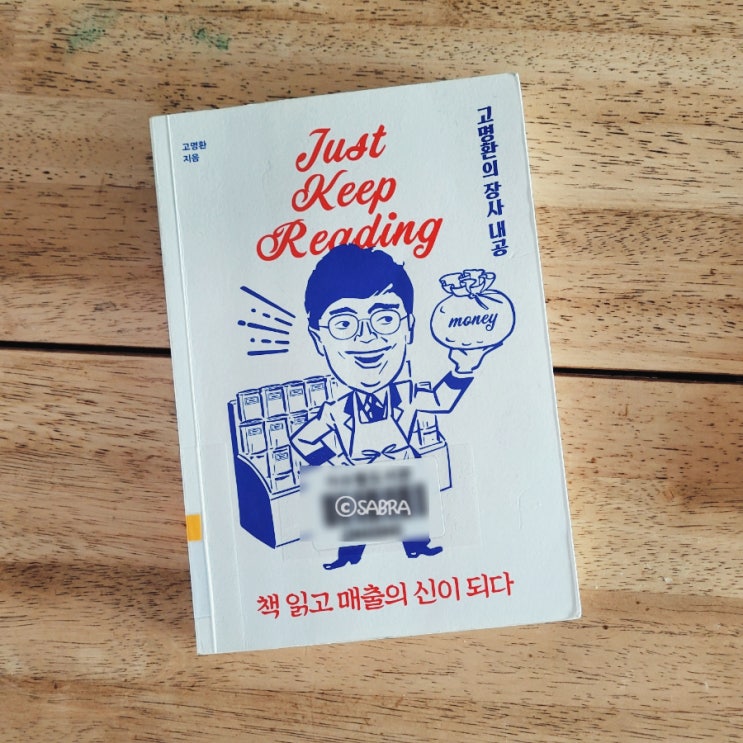 고명환
지음
Just
Keep
Reading
고명환의 장사 내공
money
©SABRA
책 읽고 매출의 신이 되다